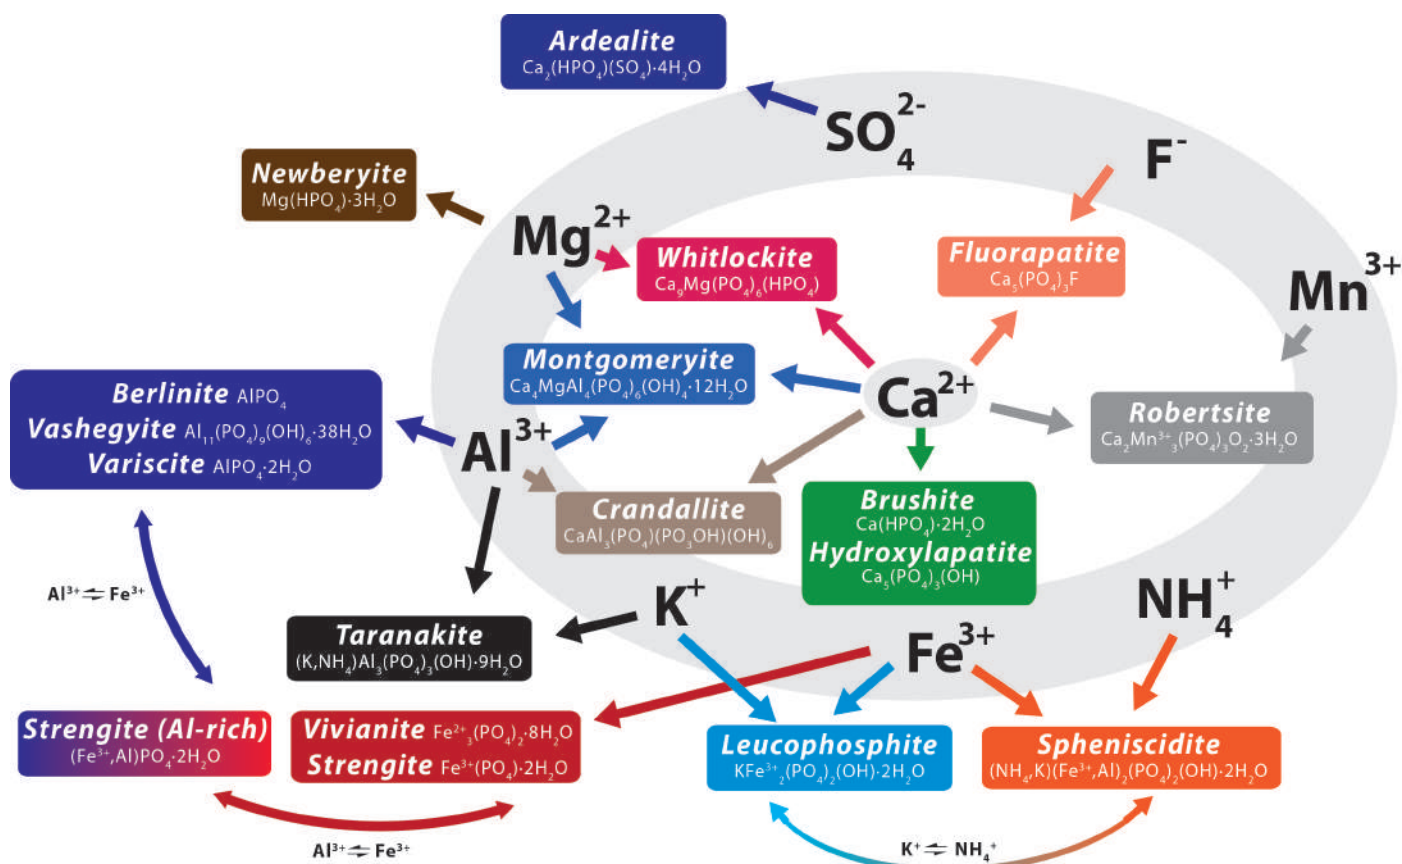 Ardealite
Ca₂(HPO₄)(SO₄)·4H₂O
SO₄²⁻
F⁻
Newberyite
Mg(HPO₄)·3H₂O
Mg²⁺
Whitlockite
Ca₉Mg(PO₄)₆(HPO₄)
Fluorapatite
Ca₅(PO₄)₃F
Mn³⁺
Montgomeryite
Ca₄MgAl₄(PO₄)₆(OH)₄·12H₂O
Ca²⁺
Berlinite AlPO₄
Vashegyite Al₁₁(PO₄)₉(OH)₆·38H₂O
Variscite AlPO₄·2H₂O
Al³⁺
Robertsite
Ca₂Mn³⁺₃(PO₄)₃O₂·3H₂O
Crandallite
CaAl₃(PO₄)(PO₃OH)(OH)₆
Brushite
Ca(HPO₄)·2H₂O
Hydroxylapatite
Ca₅(PO₄)₃(OH)
Al³⁺ ⇌ Fe³⁺
K⁺
NH₄⁺
Taranakite
(K,NH₄)Al₃(PO₄)₃(OH)·9H₂O
Fe³⁺
Strengite (Al-rich)
(Fe³⁺,Al)PO₄·2H₂O
Vivianite Fe²⁺₃(PO₄)₂·8H₂O
Strengite Fe³⁺(PO₄)·2H₂O
Leucophosphite
KFe³⁺₂(PO₄)₂(OH)·2H₂O
Spheniscidite
(NH₄,K)(Fe³⁺,Al)₂(PO₄)₂(OH)·2H₂O
Al³⁺ ⇌ Fe³⁺
K⁺ ⇌ NH₄⁺